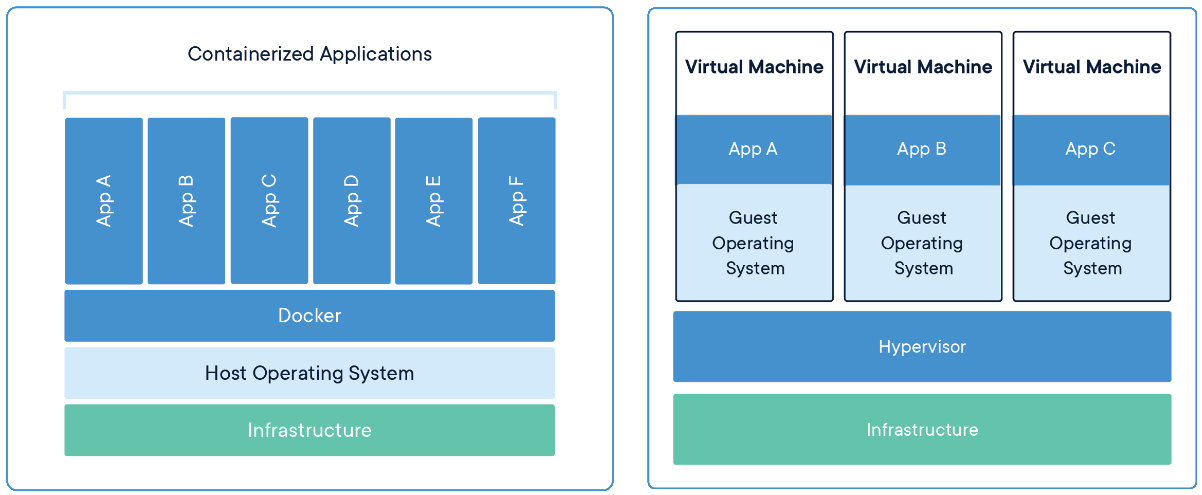 Containerized Applications
App A
App B
App C
App D
App E
App F
Docker
Host Operating System
Infrastructure
Virtual Machine
App A
Guest
Operating
System
Virtual Machine
App B
Guest
Operating
System
Virtual Machine
App C
Guest
Operating
System
Hypervisor
Infrastructure